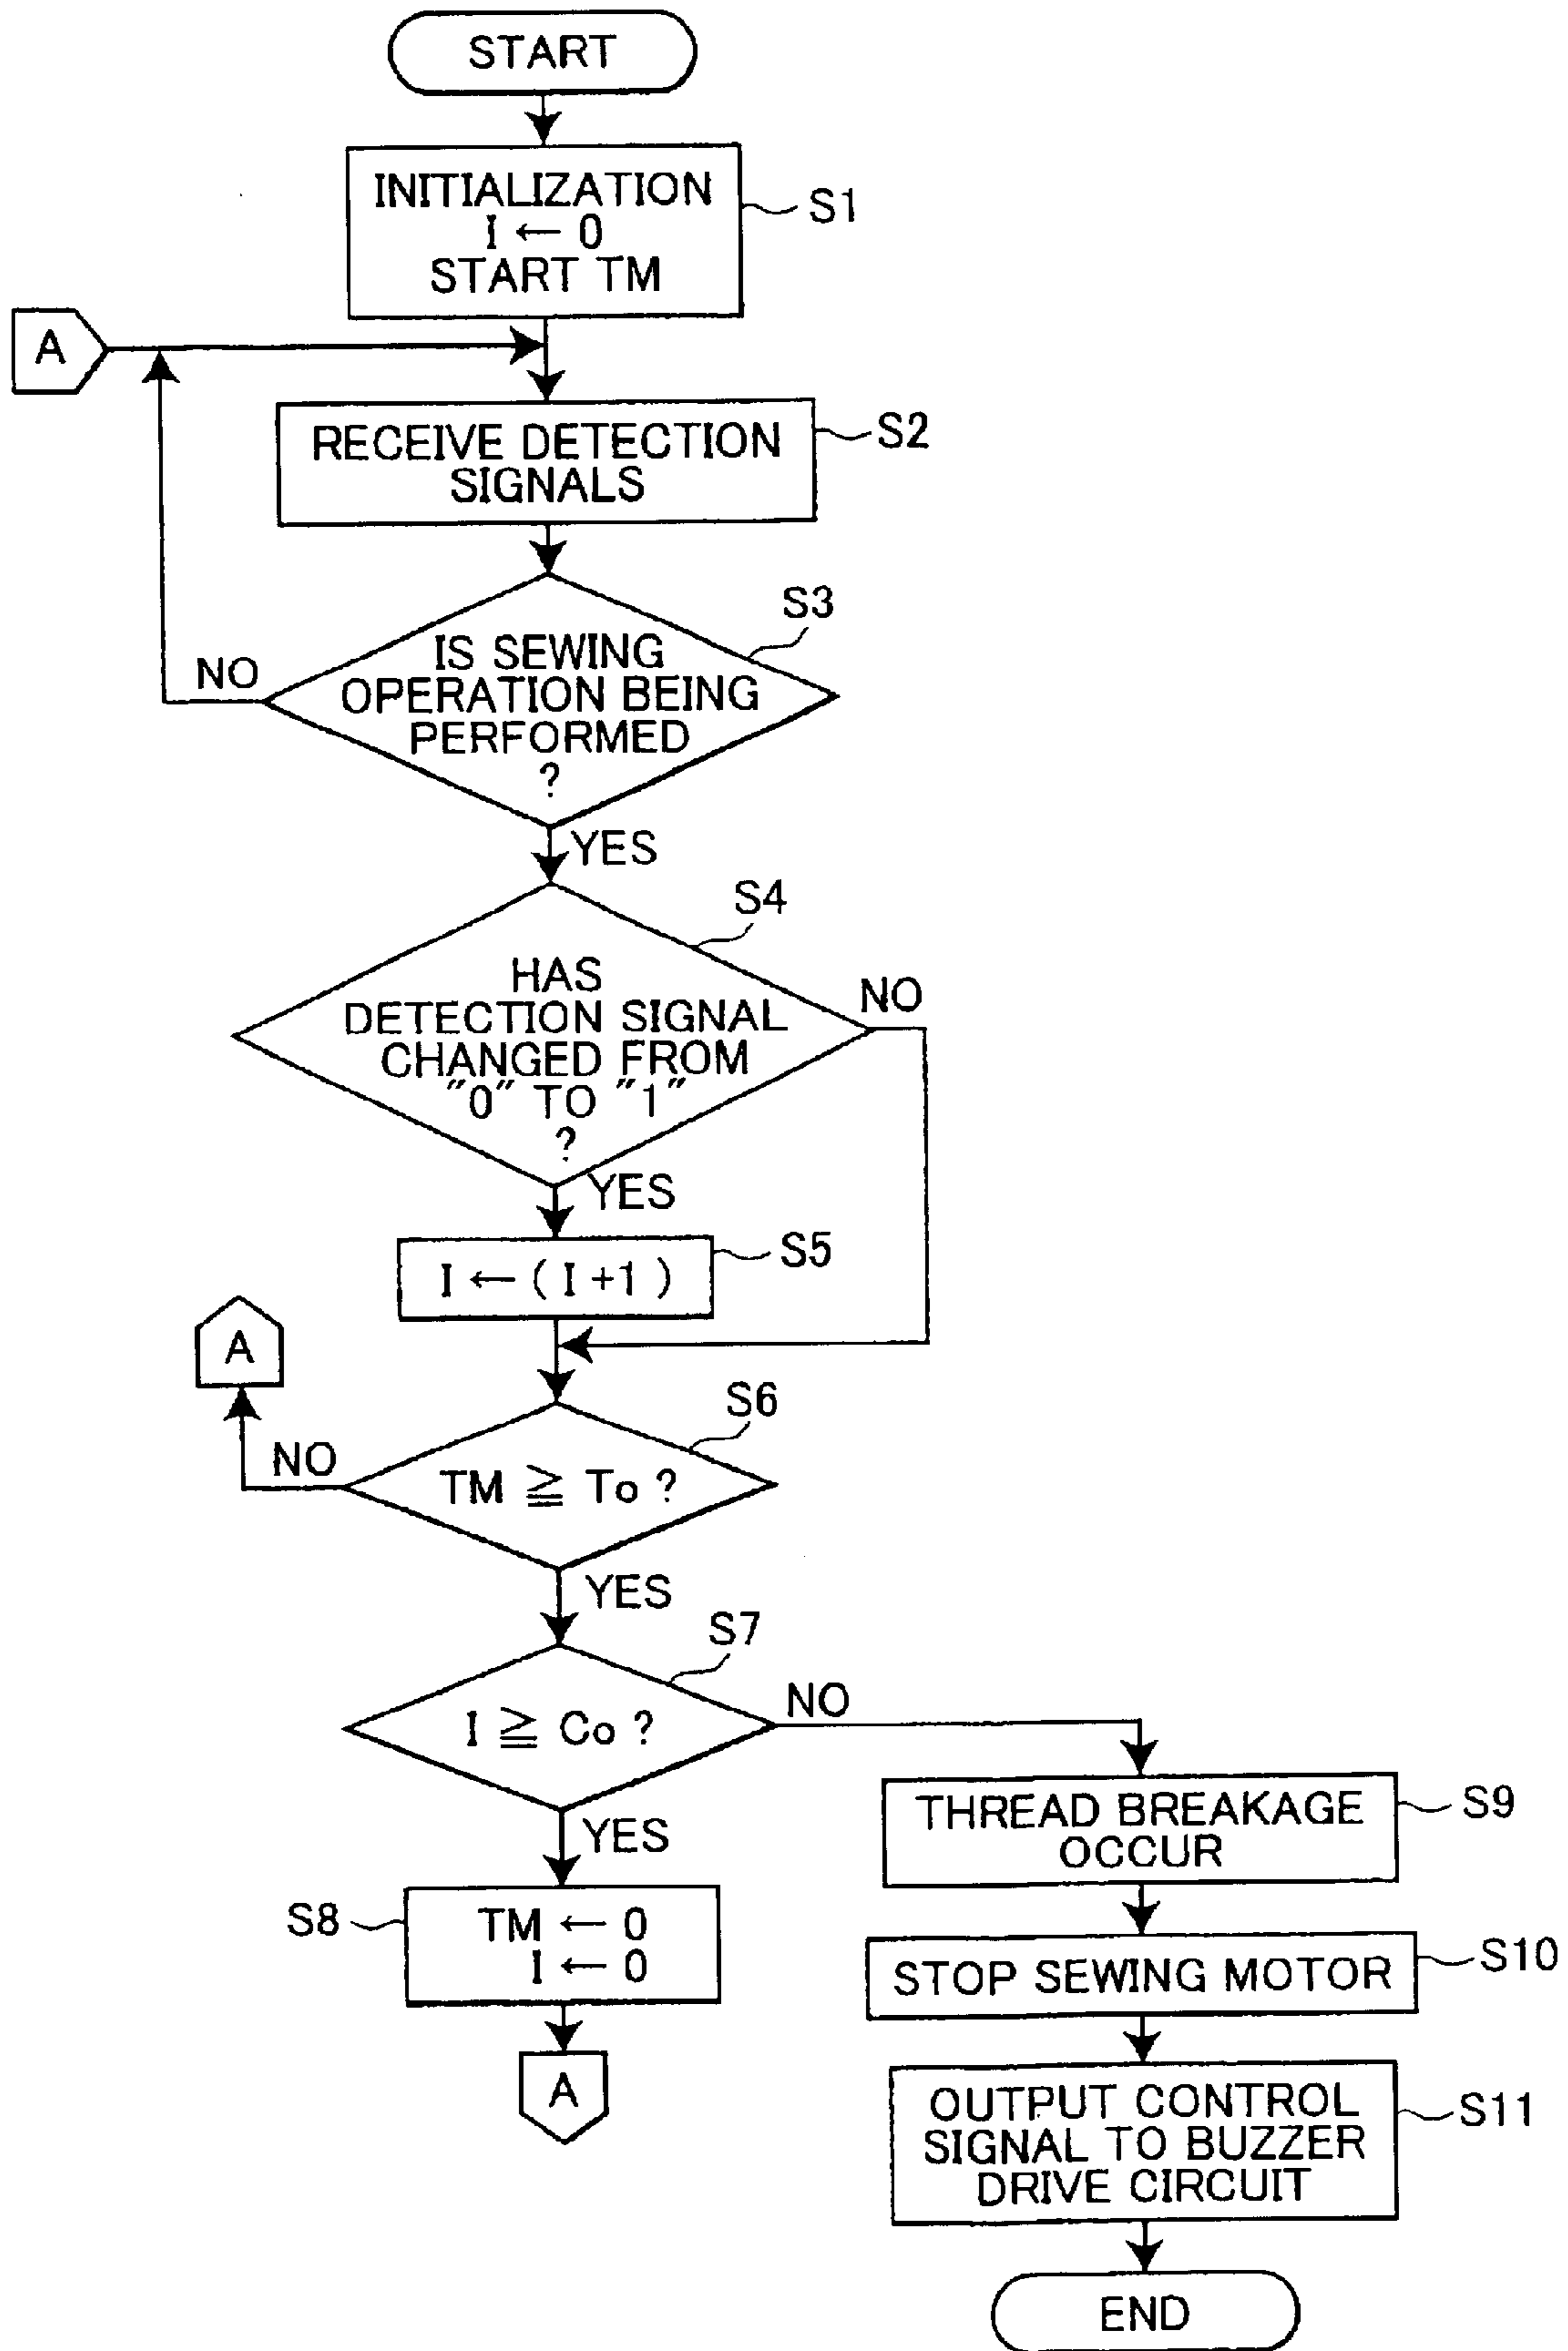 START
INITIALIZATION
I ← 0
START TM
S1
A
RECEIVE DETECTION
SIGNALS
S2
S3
IS SEWING
OPERATION BEING
PERFORMED
?
NO
YES
S4
HAS
DETECTION SIGNAL
CHANGED FROM
"0" TO "1"
?
NO
YES
I ← ( I +1 )
S5
A
S6
TM ≧ To ?
NO
YES
S7
I ≧ Co ?
NO
YES
THREAD BREAKAGE
OCCUR
S9
S8
TM ← 0
I ← 0
STOP SEWING MOTOR
S10
A
OUTPUT CONTROL
SIGNAL TO BUZZER
DRIVE CIRCUIT
S11
END